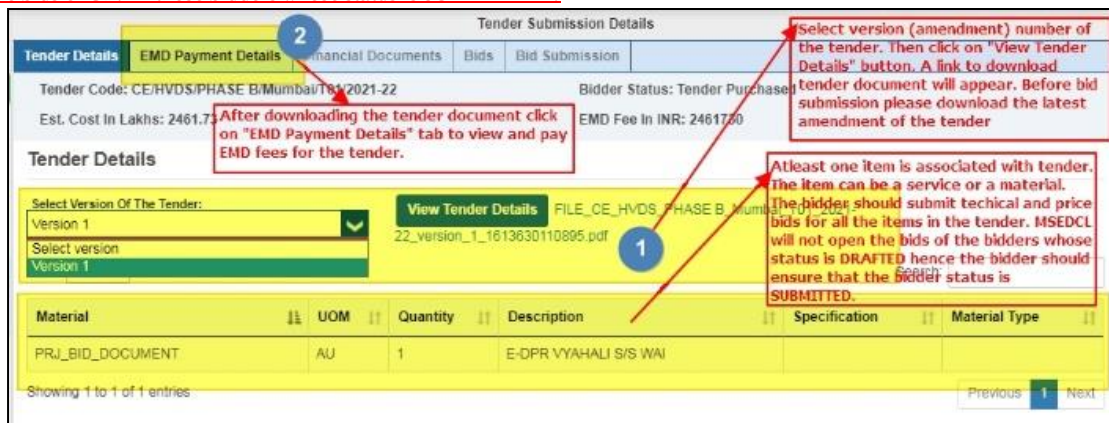 Tender Submission Details
Tender Details EMD Payment Details Financial Documents Bids Bid Submission
2
Tender Code: CE/HVDS/PHASE B/Mumbai/T01/2021-22
Bidder Status: Tender Purchased
Est. Cost In Lakhs: 2461.73
EMD Fee In INR: 2461730
Select version (amendment) number of
the tender. Then click on "View Tender
Details" button. A link to download
tender document will appear. Before bid
submission please download the latest
amendment of the tender
After downloading the tender document click
on "EMD Payment Details" tab to view and pay
EMD fees for the tender.
Tender Details
Select Version Of The Tender:
Version 1
Select version
Version 1
View Tender Details FILE_CE_HVDS_PHASE B_Mumbai_T01_2021-
22_version_1_1613630110895.pdf
1
Atleast one item is associated with tender.
The item can be a service or a material.
The bidder should submit techical and price
bids for all the items in the tender. MSEDCL
will not open the bids of the bidders whose
status is DRAFTED hence the bidder should
ensure that the bidder status is
SUBMITTED.
Search:
Material UOM Quantity Description Specification Material Type
PRJ_BID_DOCUMENT AU 1 E-DPR VYAHALI S/S WAI
Showing 1 to 1 of 1 entries
Previous 1 Next